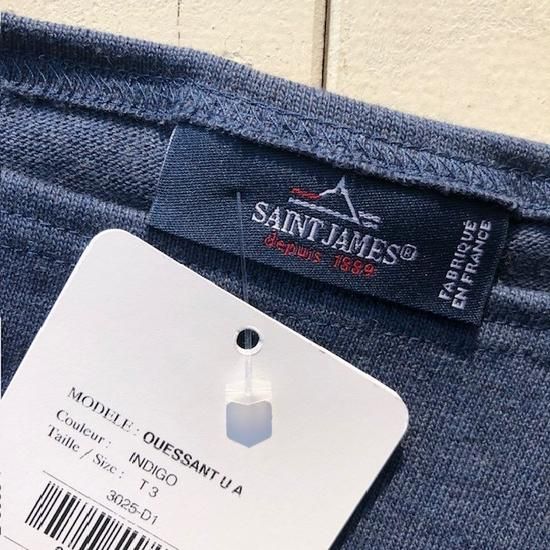 SAINT JAMES®
depuis 1889
FABRIQUÉ
EN FRANCE
MODELE : OUESSANT U A
Couleur : INDIGO
Taille / Size : T 3
3025-D1